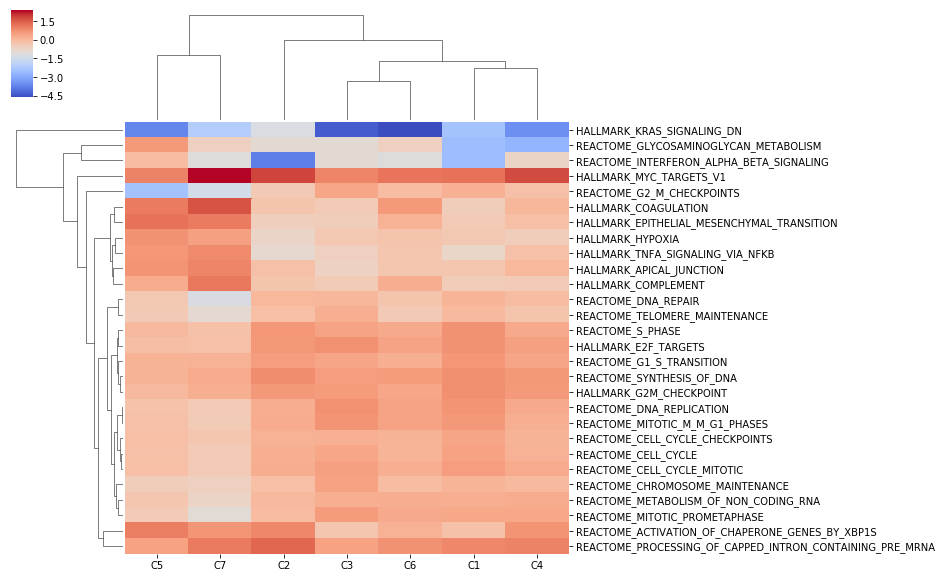 1.5
0.0
−1.5
−3.0
−4.5
HALLMARK_KRAS_SIGNALING_DN
REACTOME_GLYCOSAMINOGLYCAN_METABOLISM
REACTOME_INTERFERON_ALPHA_BETA_SIGNALING
HALLMARK_MYC_TARGETS_V1
REACTOME_G2_M_CHECKPOINTS
HALLMARK_COAGULATION
HALLMARK_EPITHELIAL_MESENCHYMAL_TRANSITION
HALLMARK_HYPOXIA
HALLMARK_TNFA_SIGNALING_VIA_NFKB
HALLMARK_APICAL_JUNCTION
HALLMARK_COMPLEMENT
REACTOME_DNA_REPAIR
REACTOME_TELOMERE_MAINTENANCE
REACTOME_S_PHASE
HALLMARK_E2F_TARGETS
REACTOME_G1_S_TRANSITION
REACTOME_SYNTHESIS_OF_DNA
HALLMARK_G2M_CHECKPOINT
REACTOME_DNA_REPLICATION
REACTOME_MITOTIC_M_M_G1_PHASES
REACTOME_CELL_CYCLE_CHECKPOINTS
REACTOME_CELL_CYCLE
REACTOME_CELL_CYCLE_MITOTIC
REACTOME_CHROMOSOME_MAINTENANCE
REACTOME_METABOLISM_OF_NON_CODING_RNA
REACTOME_MITOTIC_PROMETAPHASE
REACTOME_ACTIVATION_OF_CHAPERONE_GENES_BY_XBP1S
REACTOME_PROCESSING_OF_CAPPED_INTRON_CONTAINING_PRE_MRNA
C5 C7 C2 C3 C6 C1 C4